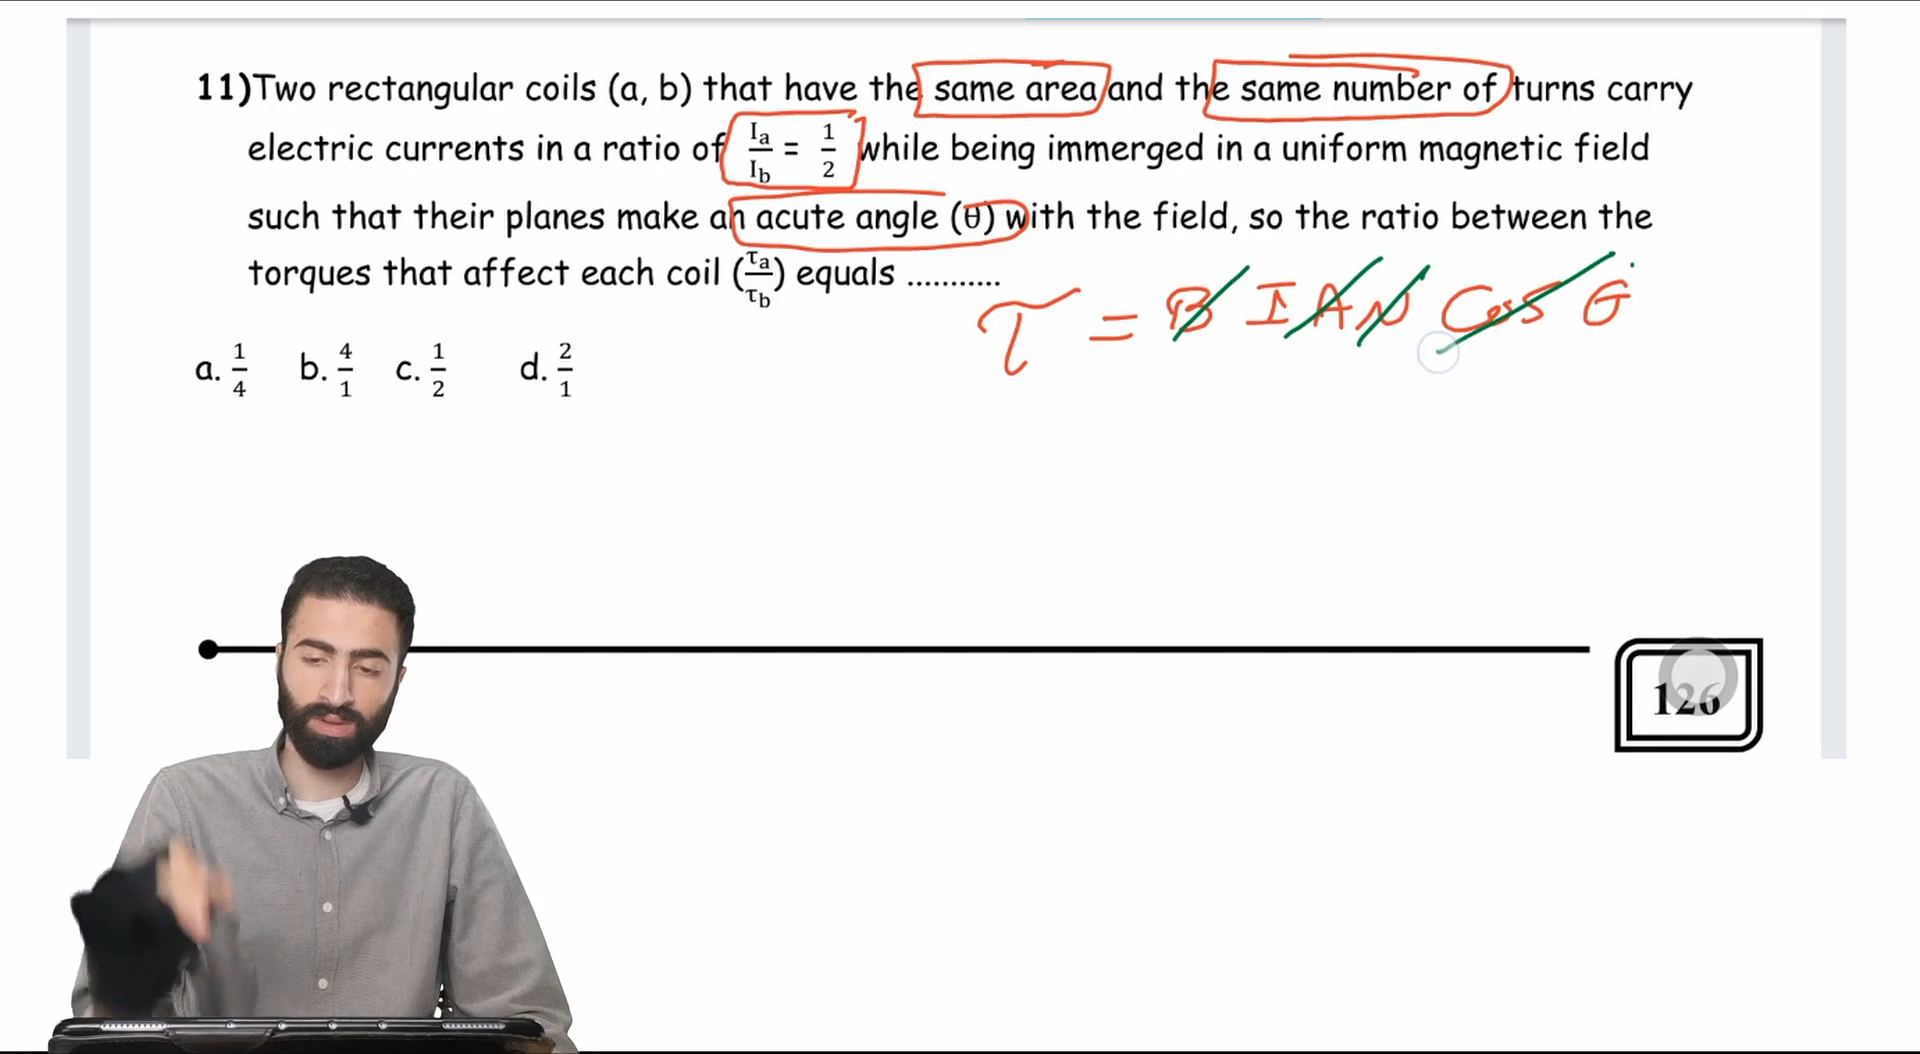 11)Two rectangular coils (a, b) that have the same area and the same number of turns carry
electric currents in a ratio of Ia/Ib = 1/2 while being immerged in a uniform magnetic field
such that their planes make an acute angle (θ) with the field, so the ratio between the
torques that affect each coil (τa/τb) equals ...........
τ = B I A N Cos θ
a. 1/4 b. 4/1 c. 1/2 d. 2/1
126